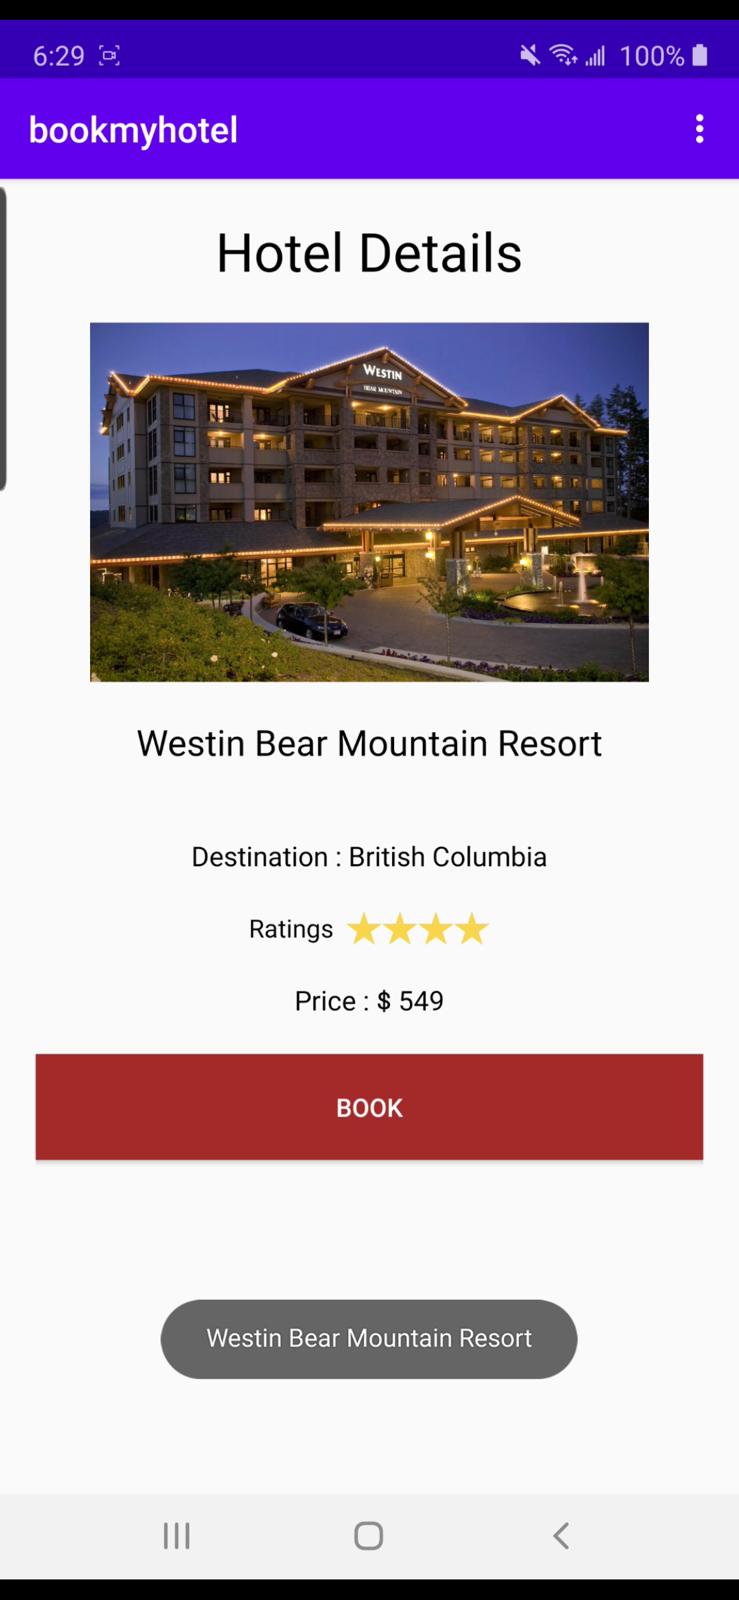 6:29 100%
bookmyhotel
Hotel Details
WESTIN
BEAR MOUNTAIN
Westin Bear Mountain Resort
Destination : British Columbia
Ratings
Price : $ 549
BOOK
Westin Bear Mountain Resort